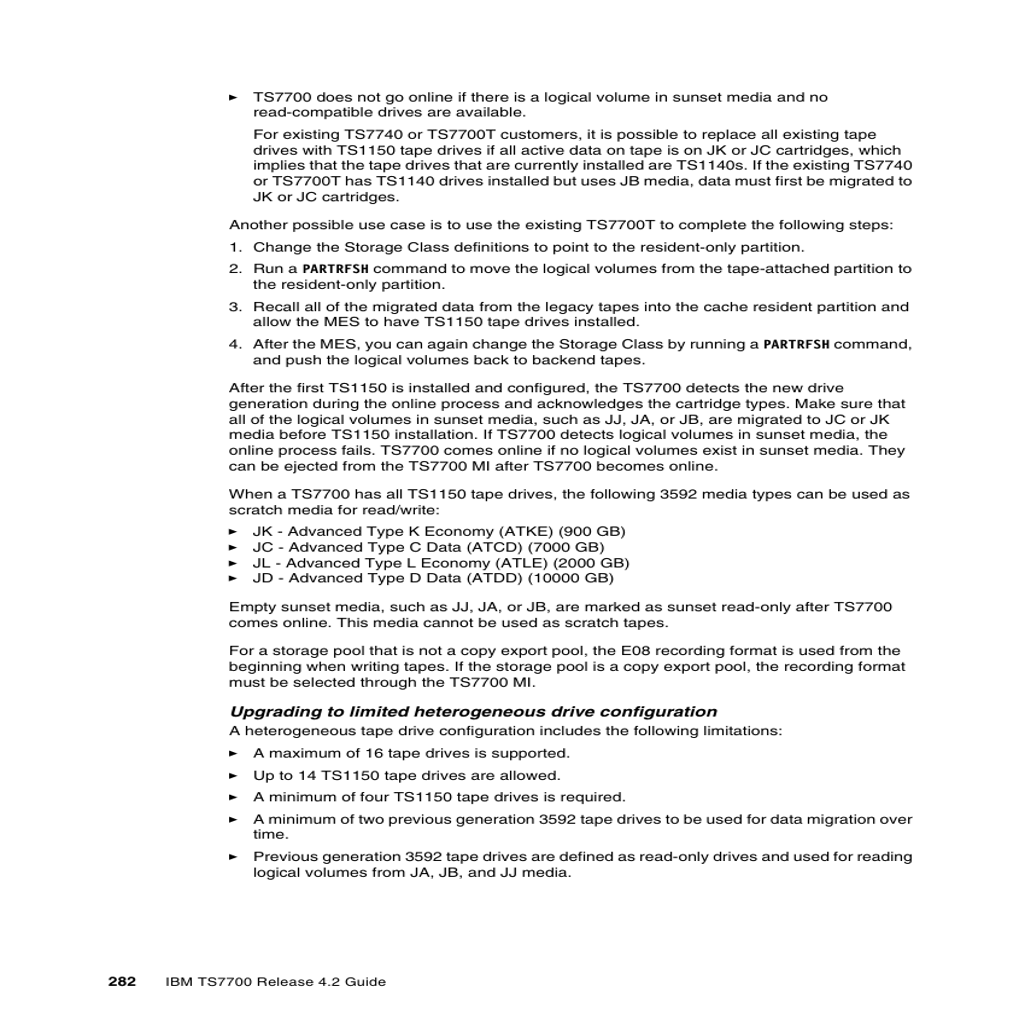 ► TS7700 does not go online if there is a logical volume in sunset media and no
read-compatible drives are available.
For existing TS7740 or TS7700T customers, it is possible to replace all existing tape
drives with TS1150 tape drives if all active data on tape is on JK or JC cartridges, which
implies that the tape drives that are currently installed are TS1140s. If the existing TS7740
or TS7700T has TS1140 drives installed but uses JB media, data must first be migrated to
JK or JC cartridges.
Another possible use case is to use the existing TS7700T to complete the following steps:
1. Change the Storage Class definitions to point to the resident-only partition.
2. Run a PARTRFSH command to move the logical volumes from the tape-attached partition to
the resident-only partition.
3. Recall all of the migrated data from the legacy tapes into the cache resident partition and
allow the MES to have TS1150 tape drives installed.
4. After the MES, you can again change the Storage Class by running a PARTRFSH command,
and push the logical volumes back to backend tapes.
After the first TS1150 is installed and configured, the TS7700 detects the new drive
generation during the online process and acknowledges the cartridge types. Make sure that
all of the logical volumes in sunset media, such as JJ, JA, or JB, are migrated to JC or JK
media before TS1150 installation. If TS7700 detects logical volumes in sunset media, the
online process fails. TS7700 comes online if no logical volumes exist in sunset media. They
can be ejected from the TS7700 MI after TS7700 becomes online.
When a TS7700 has all TS1150 tape drives, the following 3592 media types can be used as
scratch media for read/write:
► JK - Advanced Type K Economy (ATKE) (900 GB)
► JC - Advanced Type C Data (ATCD) (7000 GB)
► JL - Advanced Type L Economy (ATLE) (2000 GB)
► JD - Advanced Type D Data (ATDD) (10000 GB)
Empty sunset media, such as JJ, JA, or JB, are marked as sunset read-only after TS7700
comes online. This media cannot be used as scratch tapes.
For a storage pool that is not a copy export pool, the E08 recording format is used from the
beginning when writing tapes. If the storage pool is a copy export pool, the recording format
must be selected through the TS7700 MI.
Upgrading to limited heterogeneous drive configuration
A heterogeneous tape drive configuration includes the following limitations:
► A maximum of 16 tape drives is supported.
► Up to 14 TS1150 tape drives are allowed.
► A minimum of four TS1150 tape drives is required.
► A minimum of two previous generation 3592 tape drives to be used for data migration over
time.
► Previous generation 3592 tape drives are defined as read-only drives and used for reading
logical volumes from JA, JB, and JJ media.
282 IBM TS7700 Release 4.2 Guide